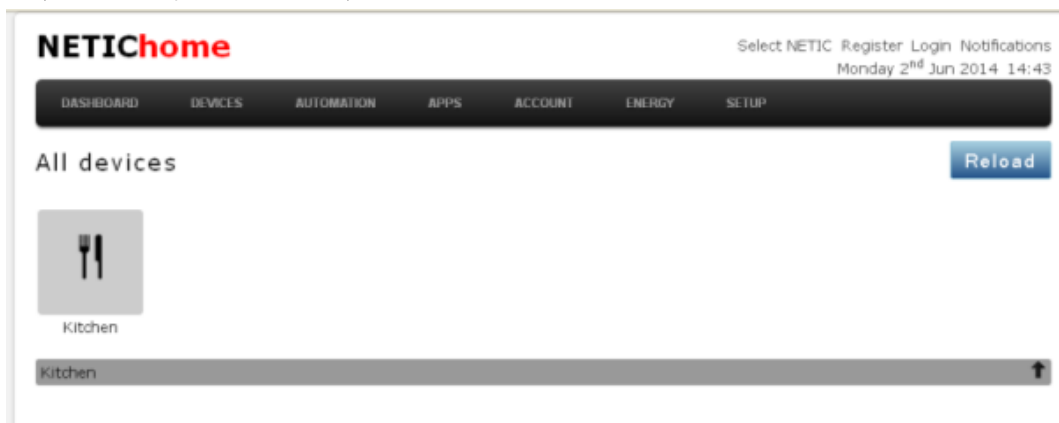 NETIChome
Select NETIC Register Login Notifications
Monday 2nd Jun 2014 14:43
DASHBOARD DEVICES AUTOMATION APPS ACCOUNT ENERGY SETUP
All devices
Reload
Kitchen
Kitchen